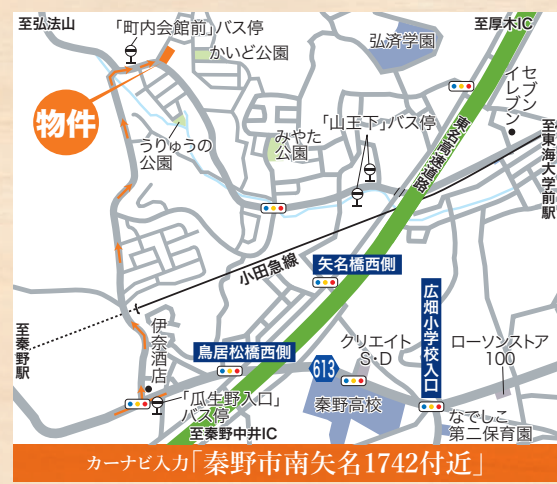 至弘法山
「町内会館前」バス停
かいど公園
弘済学園
至厚木IC
物件
うりゅうの
公園
みやた
公園
「山王下」バス停
東名高速道路
セブン
イレブン
至東海大学前駅
小田急線
矢名橋西側
広畑小学校入口
至秦野駅
伊奈酒店
鳥居松橋西側
613
クリエイト
S・D
ローソンストア
100
秦野高校
「瓜生野入口」
バス停
至秦野中井IC
なでしこ
第二保育園
カーナビ入力「秦野市南矢名1742付近」